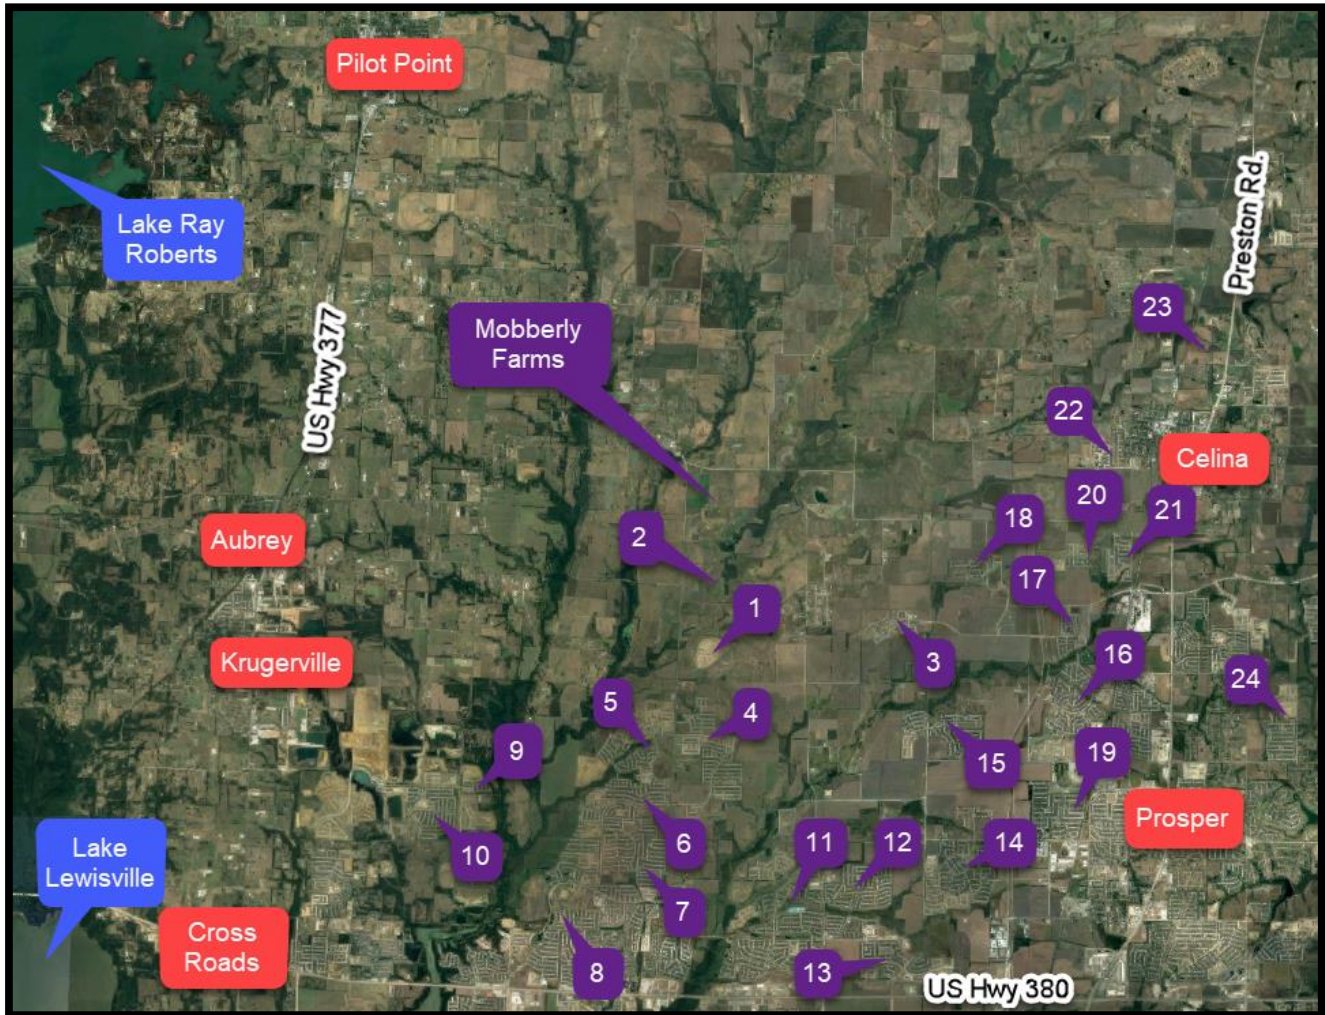 Pilot Point
Lake Ray
Roberts
Preston Rd.
23
Mobberly
Farms
US Hwy 377
22
Celina
20
21
18
2
Aubrey
17
1
Krugerville
3
16
24
5
4
9
15
19
Prosper
Lake
Lewisville
10
6
11
12
14
7
Cross
Roads
8
13
US Hwy 380